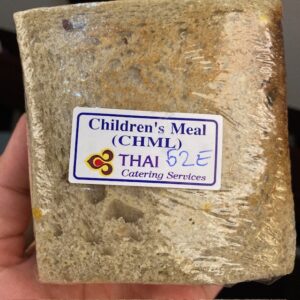 Children's Meal
(CHML)
THAI 52E
Catering Services